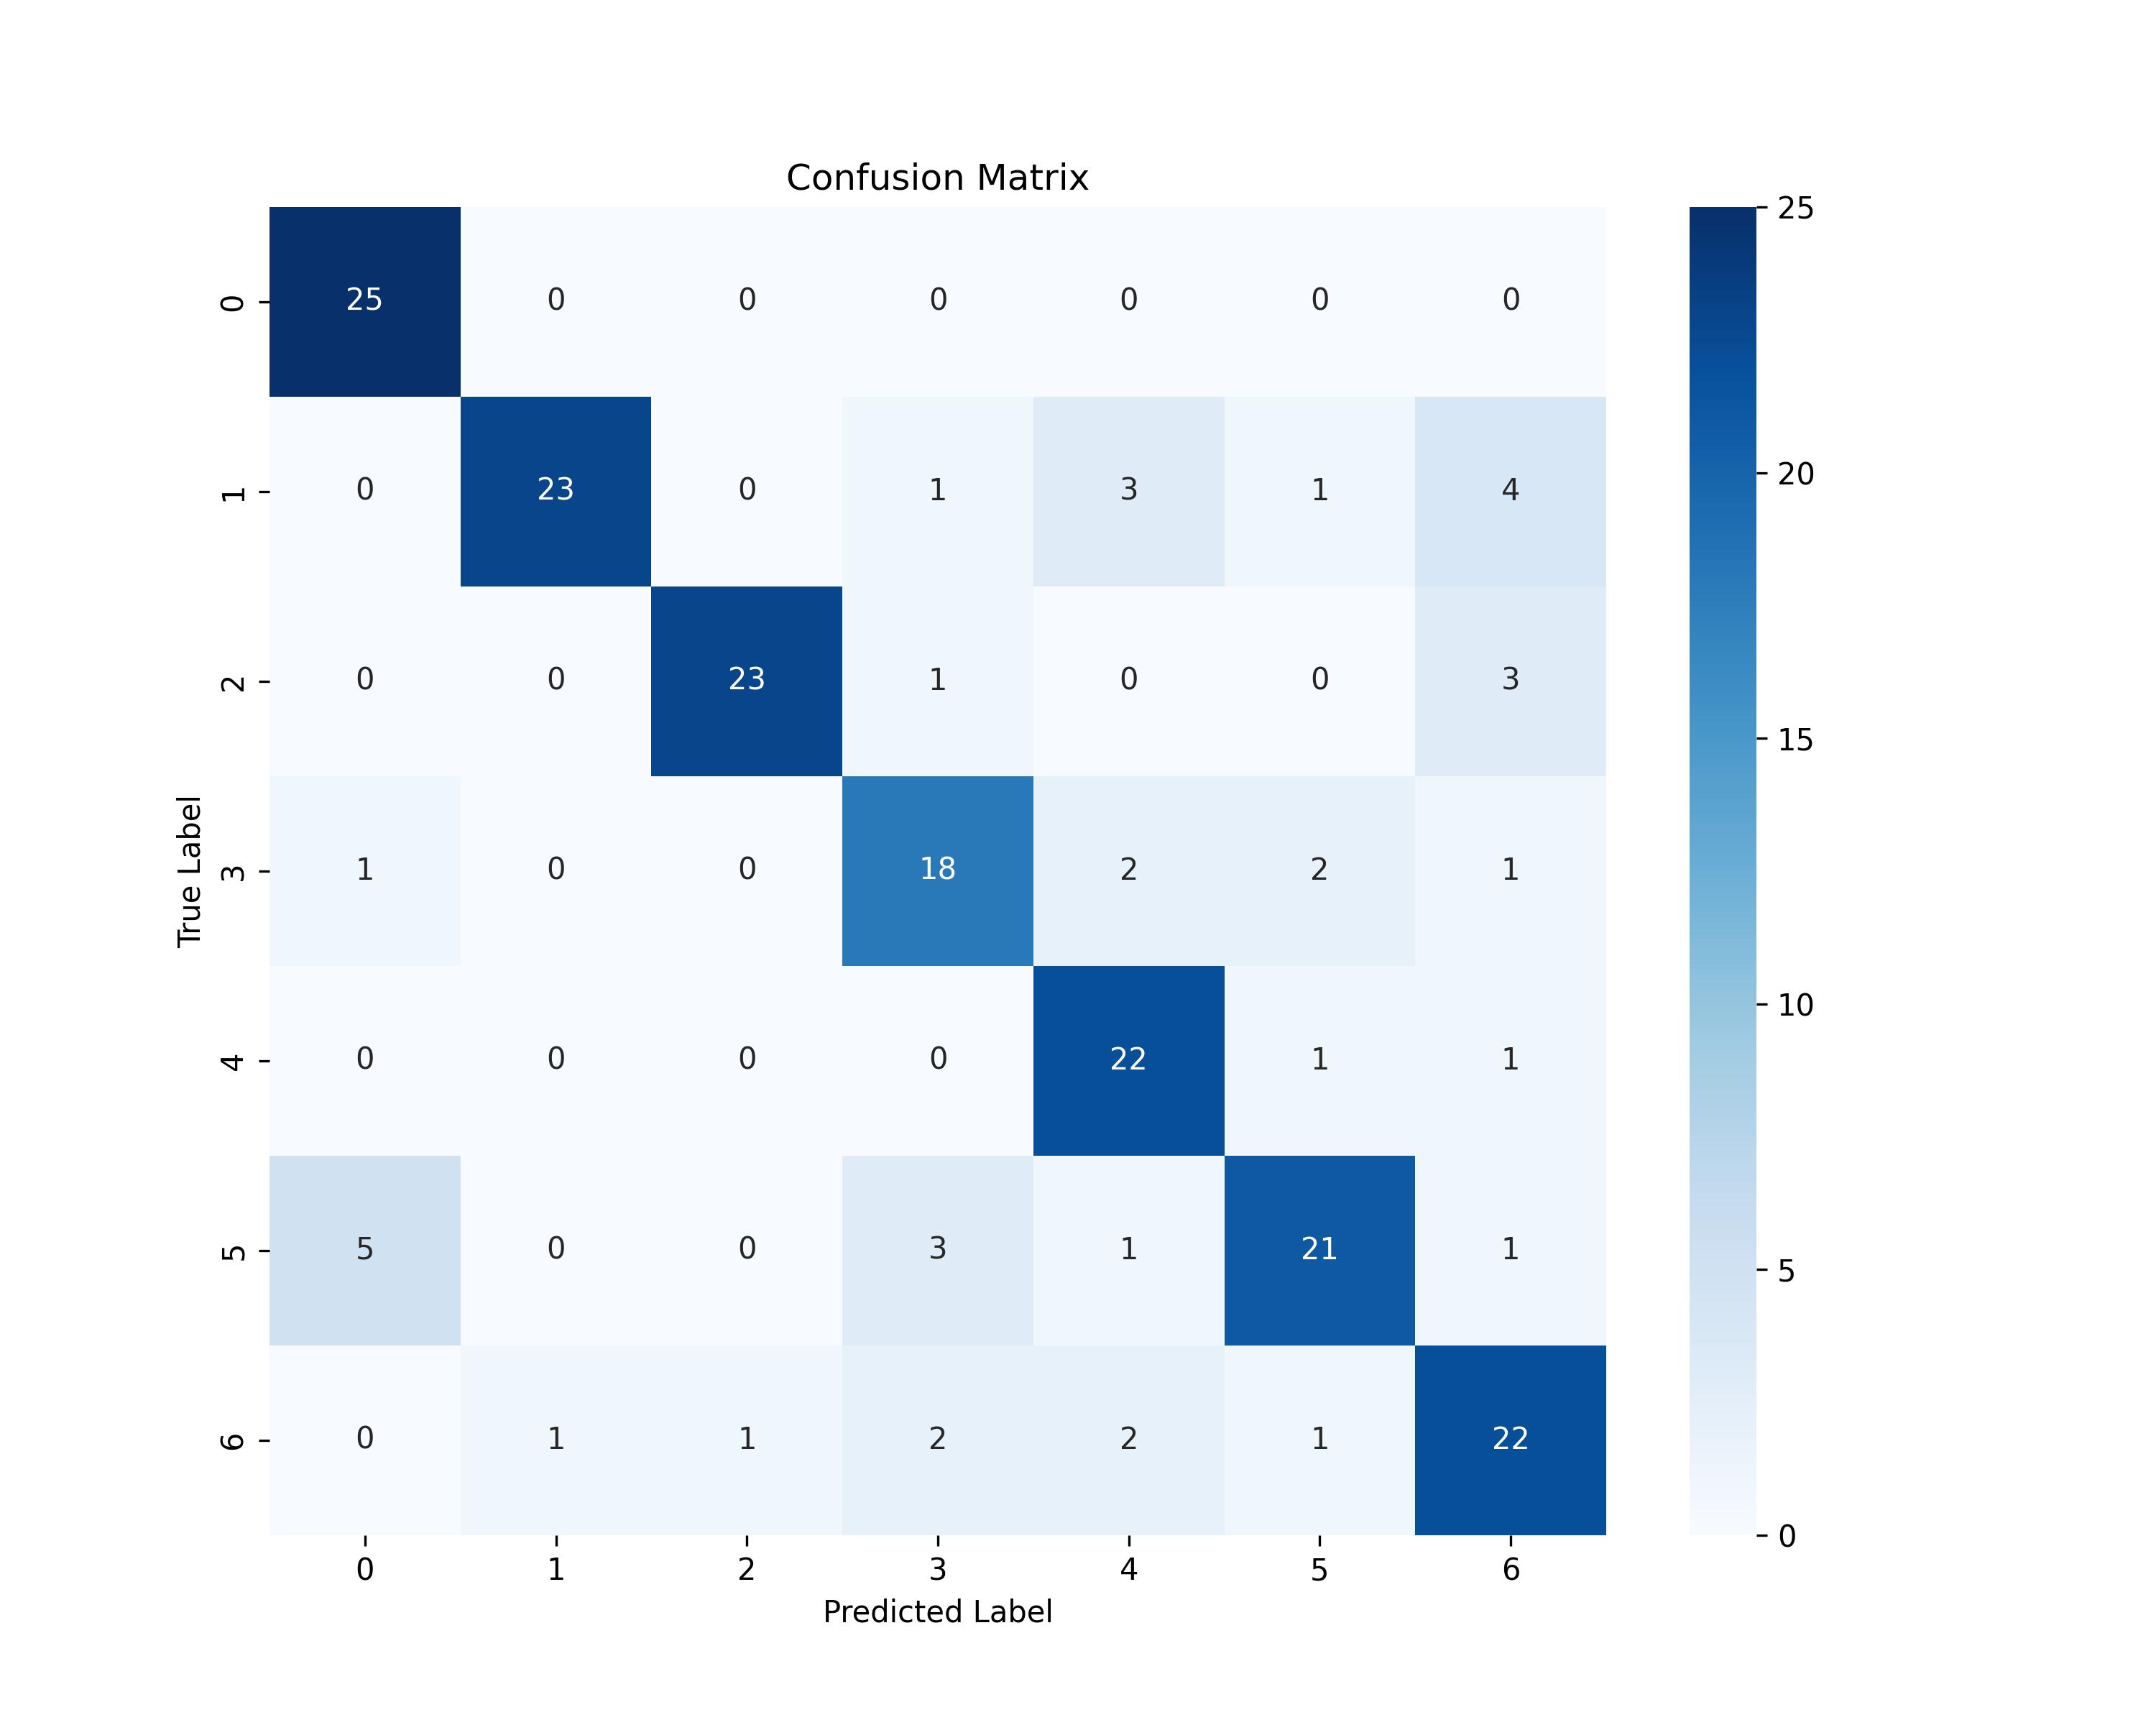 Confusion Matrix
25 0 0 0 0 0 0
0 23 0 1 3 1 4
0 0 23 1 0 0 3
1 0 0 18 2 2 1
0 0 0 0 22 1 1
5 0 0 3 1 21 1
0 1 1 2 2 1 22
0
1
2
3
4
5
6
True Label
0 1 2 3 4 5 6
Predicted Label
25
20
15
10
5
0